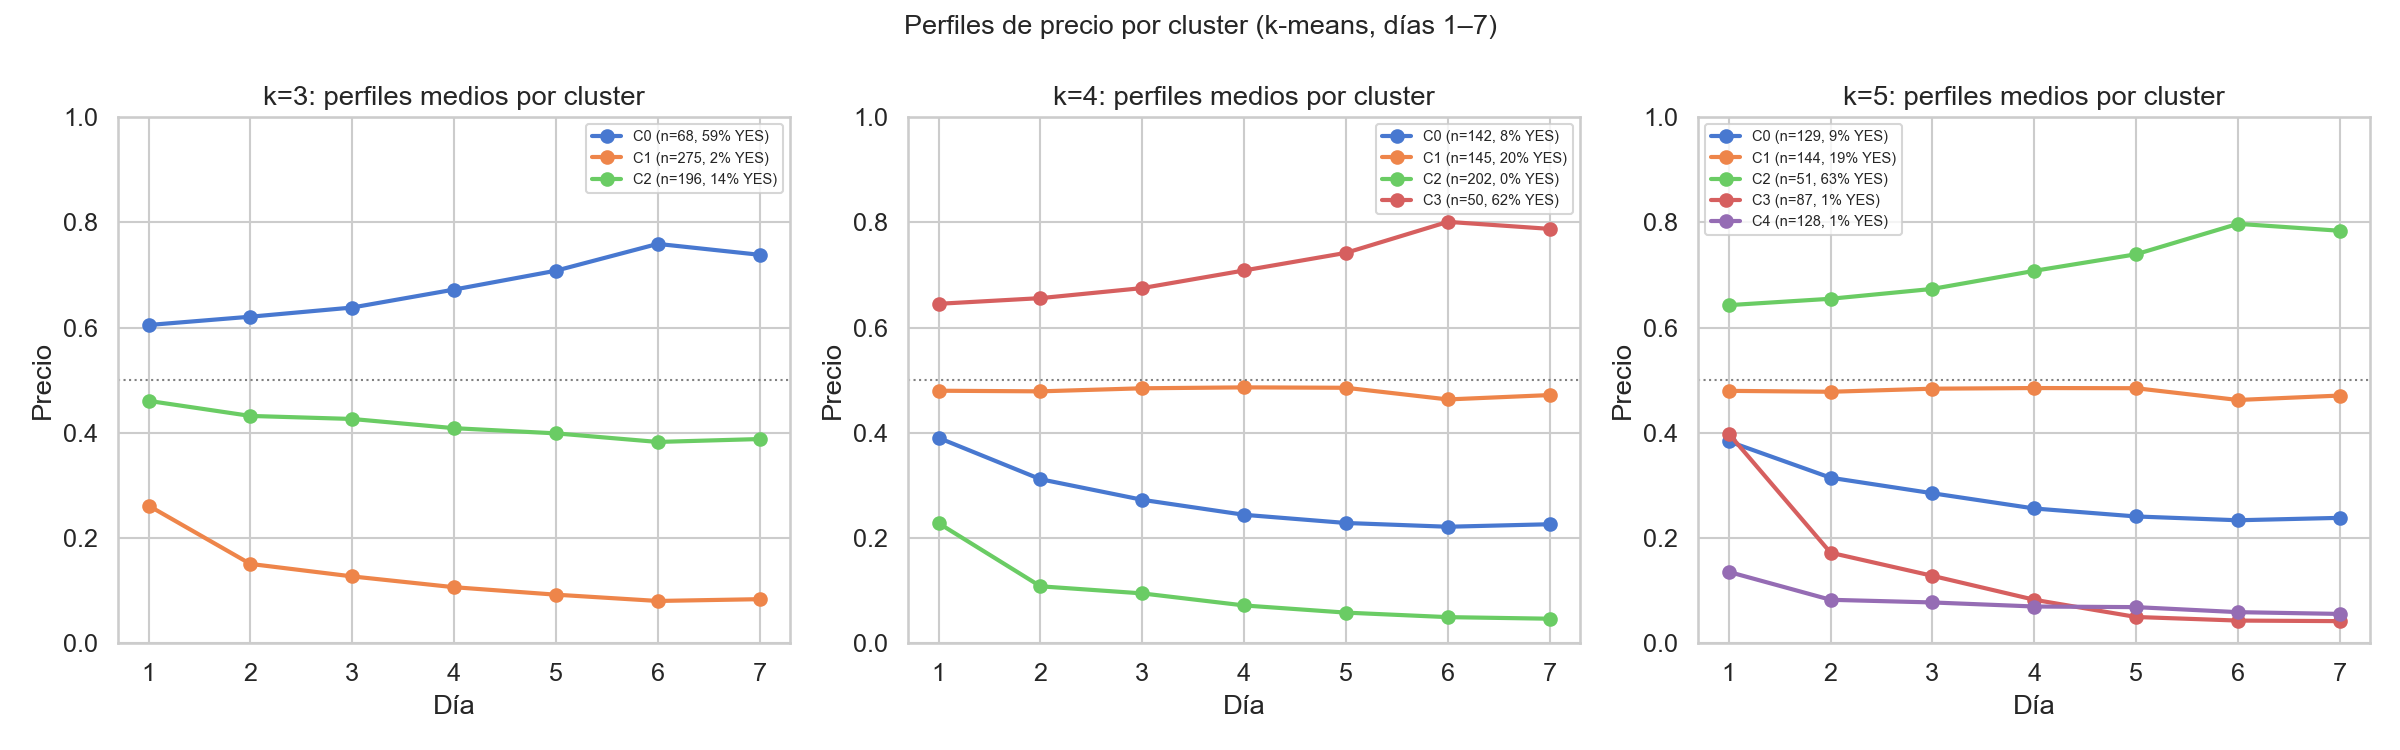 Perfiles de precio por cluster (k-means, días 1–7)
k=3: perfiles medios por cluster
1.0
0.8
0.6
0.4
0.2
0.0
Precio
C0 (n=68, 59% YES)
C1 (n=275, 2% YES)
C2 (n=196, 14% YES)
1 2 3 4 5 6 7
Día
k=4: perfiles medios por cluster
1.0
0.8
0.6
0.4
0.2
0.0
Precio
C0 (n=142, 8% YES)
C1 (n=145, 20% YES)
C2 (n=202, 0% YES)
C3 (n=50, 62% YES)
1 2 3 4 5 6 7
Día
k=5: perfiles medios por cluster
1.0
0.8
0.6
0.4
0.2
0.0
Precio
C0 (n=129, 9% YES)
C1 (n=144, 19% YES)
C2 (n=51, 63% YES)
C3 (n=87, 1% YES)
C4 (n=128, 1% YES)
1 2 3 4 5 6 7
Día